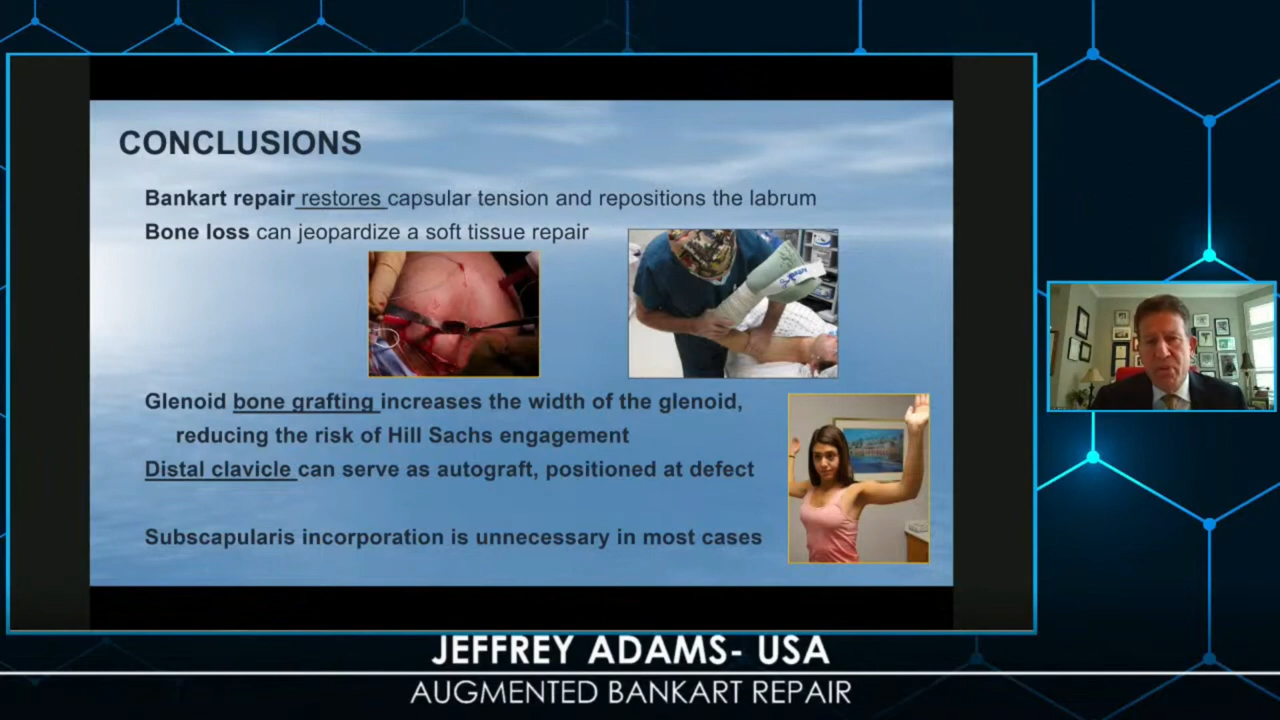 CONCLUSIONS
Bankart repair restores capsular tension and repositions the labrum
Bone loss can jeopardize a soft tissue repair
Glenoid bone grafting increases the width of the glenoid,
reducing the risk of Hill Sachs engagement
Distal clavicle can serve as autograft, positioned at defect
Subscapularis incorporation is unnecessary in most cases
JEFFREY ADAMS- USA
AUGMENTED BANKART REPAIR